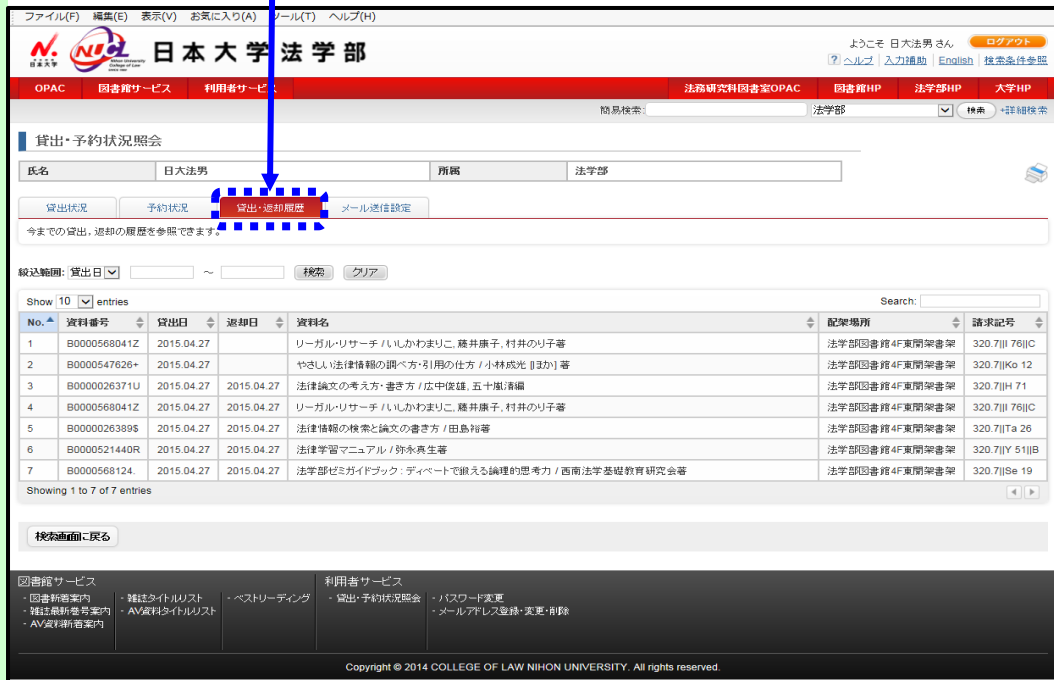 ファイル(F) 編集(E) 表示(V) お気に入り(A) ツール(T) ヘルプ(H)
N. 日本大学 NUCL Nihon University College of Law 日本大学法学部
ようこそ 日大法男 さん ログアウト
? ヘルプ 入力補助 English 検索条件参照
OPAC 図書館サービス 利用者サービス 法務研究科図書室OPAC 図書館HP 法学部HP 大学HP
簡易検索: 法学部 検索 +詳細検索
貸出・予約状況照会
氏名 日大法男 所属 法学部
貸出状況 予約状況 貸出・返却履歴 メール送信設定
今までの貸出，返却の履歴を参照できます。
絞込範囲: 貸出日 ～ 検索 クリア
Show 10 entries Search:
No. 資料番号 貸出日 返却日 資料名 配架場所 請求記号
1 B0000568041Z 2015.04.27 リーガル・リサーチ / いしかわまりこ, 藤井康子, 村井のり子著 法学部図書館4F東開架書架 320.7||I 76||C
2 B0000547626+ 2015.04.27 やさしい法律情報の調べ方・引用の仕方 / 小林成光 [ほか] 著 法学部図書館4F東開架書架 320.7||Ko 12
3 B0000026371U 2015.04.27 2015.04.27 法律論文の考え方・書き方 / 広中俊雄, 五十嵐清編 法学部図書館4F東開架書架 320.7||H 71
4 B0000568041Z 2015.04.27 2015.04.27 リーガル・リサーチ / いしかわまりこ, 藤井康子, 村井のり子著 法学部図書館4F東開架書架 320.7||I 76||C
5 B0000026389$ 2015.04.27 2015.04.27 法律情報の検索と論文の書き方 / 田島裕著 法学部図書館4F東開架書架 320.7||Ta 26
6 B0000521440R 2015.04.27 2015.04.27 法律学習マニュアル / 弥永真生著 法学部図書館4F東開架書架 320.7||Y 51||B
7 B0000568124. 2015.04.27 2015.04.27 法学部ゼミガイドブック : ディベートで鍛える論理的思考力 / 西南法学基礎教育研究会著 法学部図書館4F東開架書架 320.7||Se 19
Showing 1 to 7 of 7 entries
検索画面に戻る
図書館サービス 利用者サービス
- 図書新着案内 - 雑誌タイトルリスト - ベストリーディング - 貸出・予約状況照会 - パスワード変更
- 雑誌最新巻号案内 - AV資料タイトルリスト - メールアドレス登録・変更・削除
- AV資料新着案内
Copyright © 2014 COLLEGE OF LAW NIHON UNIVERSITY. All rights reserved.